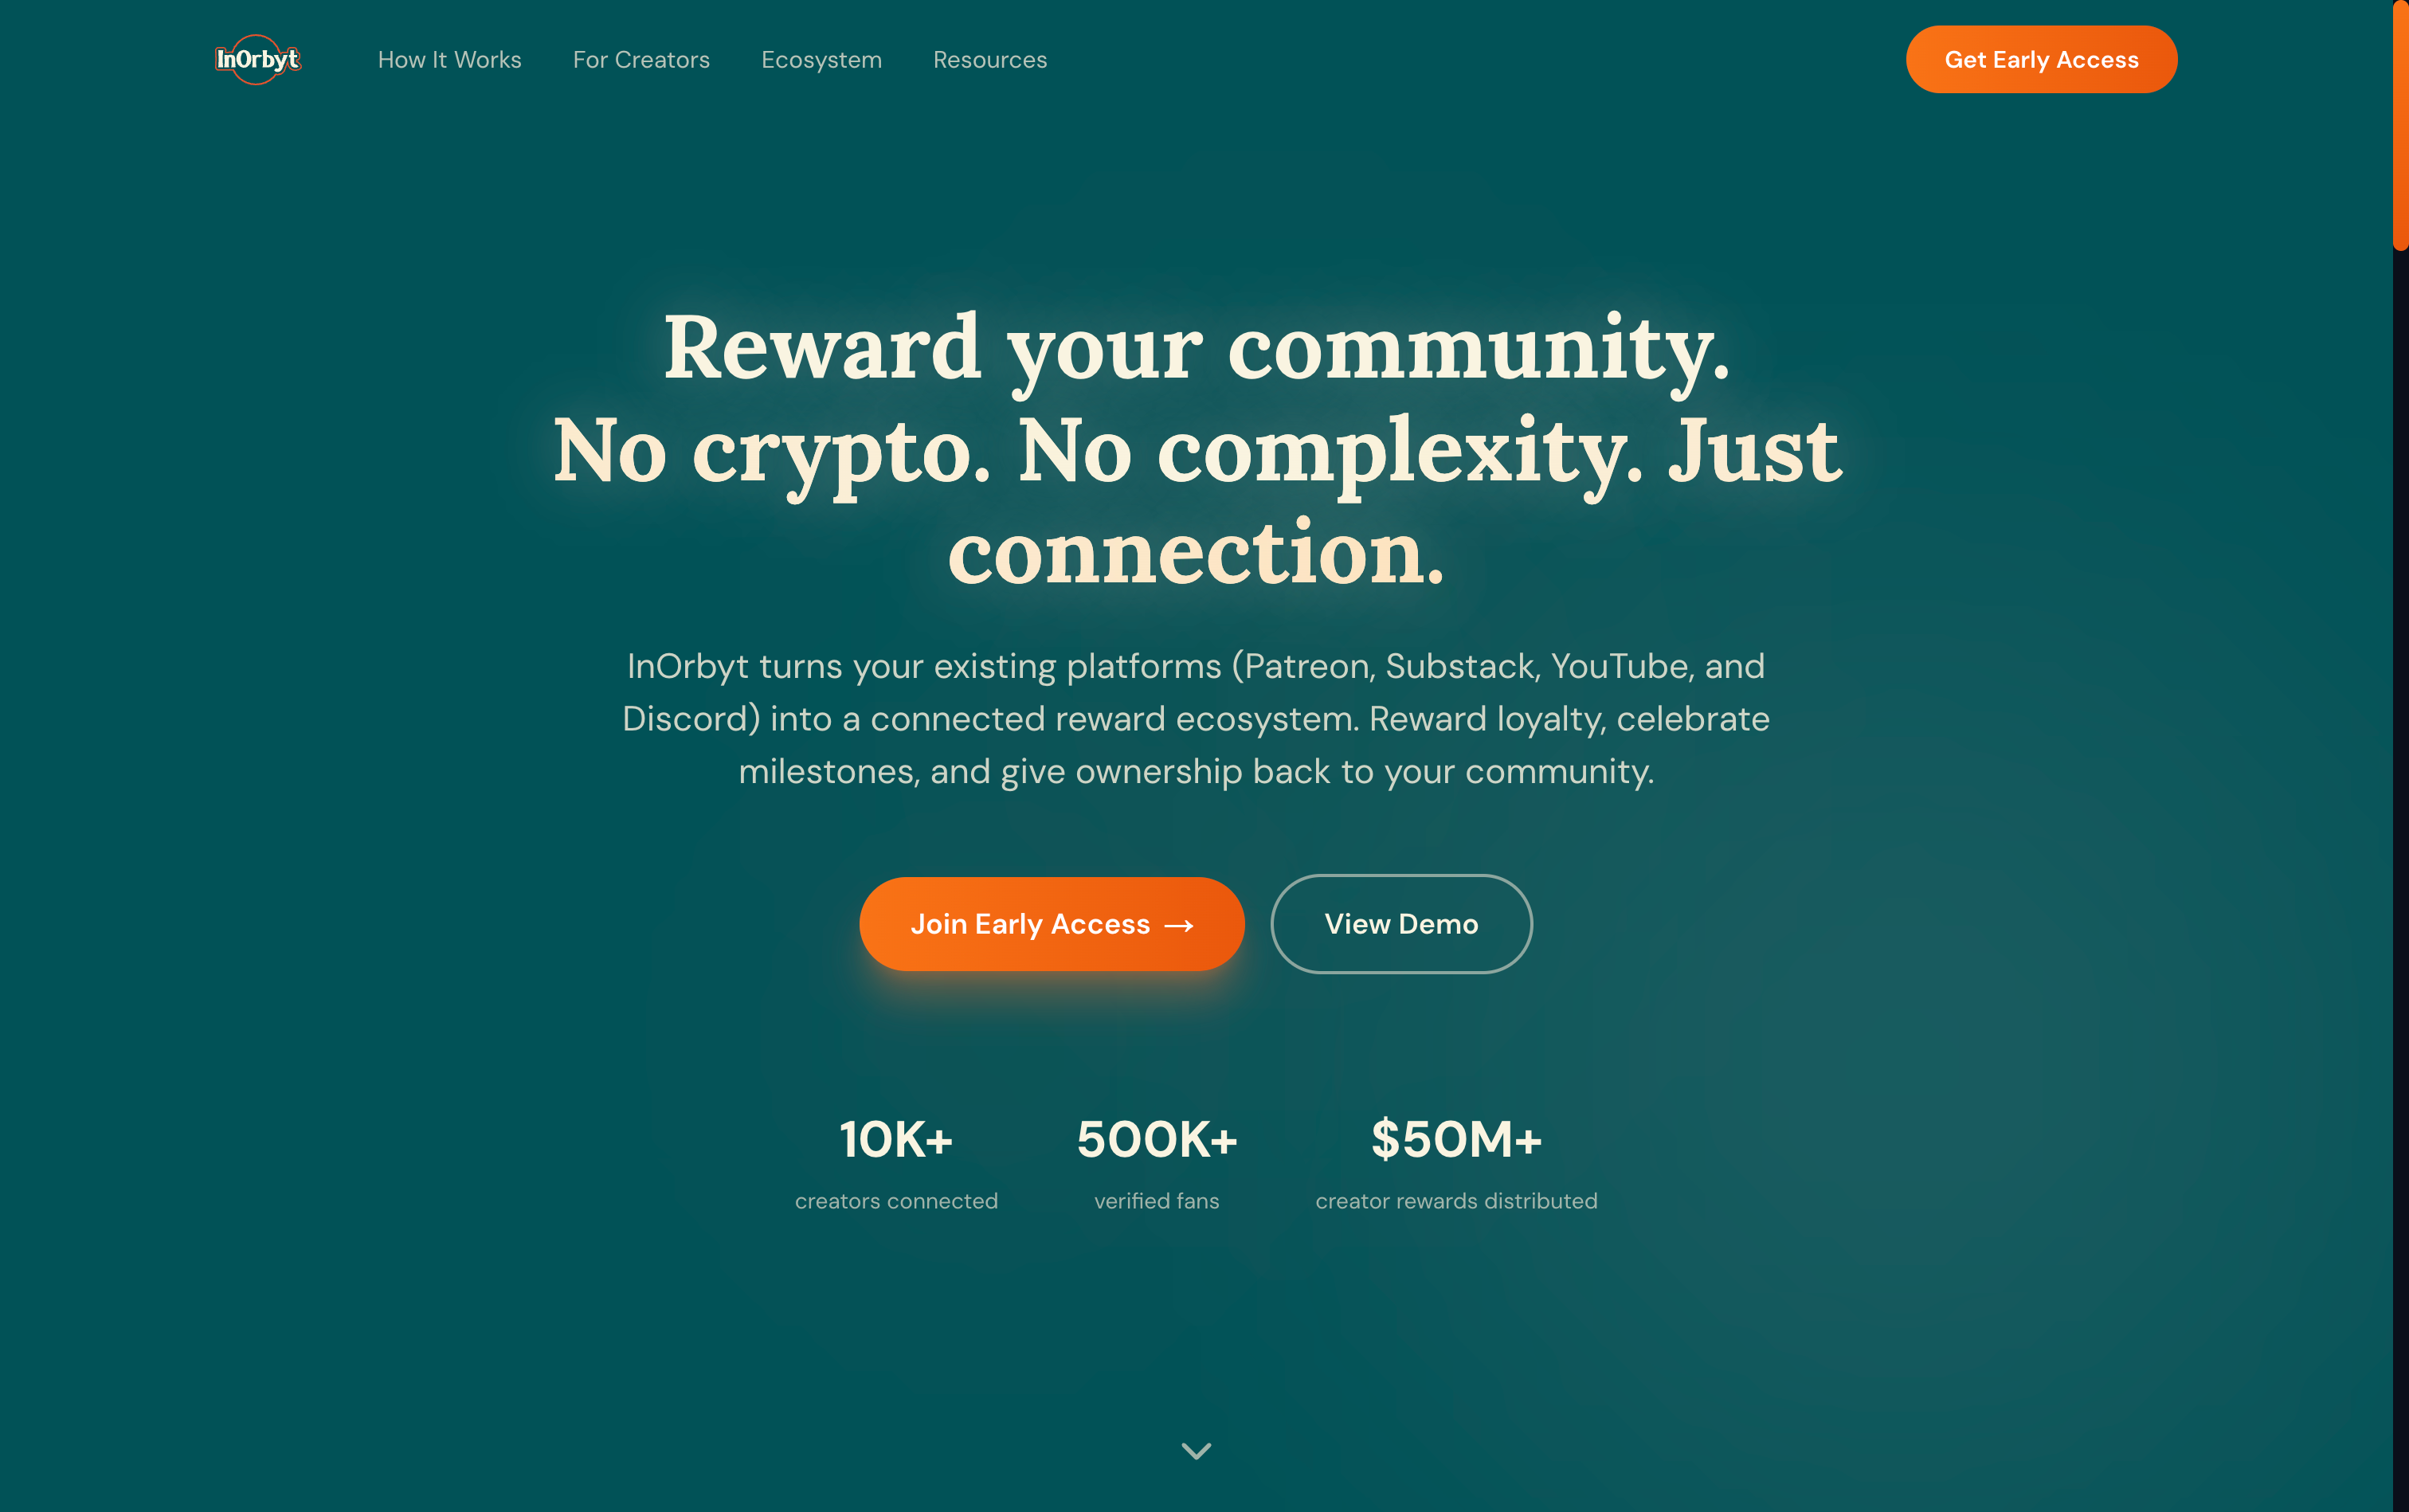 InOrbyt
How It Works
For Creators
Ecosystem
Resources
Get Early Access
Reward your community.
No crypto. No complexity. Just
connection.
InOrbyt turns your existing platforms (Patreon, Substack, YouTube, and
Discord) into a connected reward ecosystem. Reward loyalty, celebrate
milestones, and give ownership back to your community.
Join Early Access →
View Demo
10K+
creators connected
500K+
verified fans
$50M+
creator rewards distributed